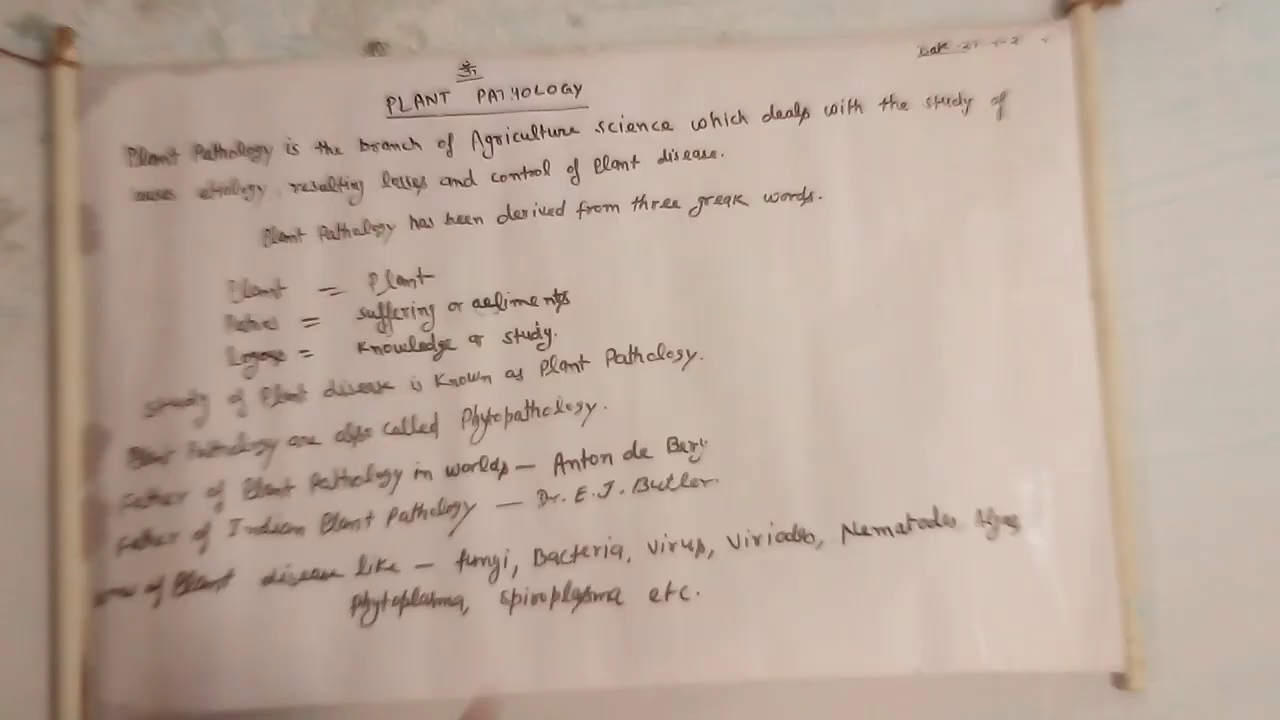 ॐ
PLANT PATHOLOGY
Plant Pathology is the branch of Agriculture science which deals with the study of
etiology, resulting losses and control of Plant disease.
Plant Pathology has been derived from three greak words.
Plant = Plant
= suffering or aeliments
= Knowledge or study.
Study of Plant disease is Known as Plant Pathology.
Plant Pathology are also called Phytopathology.
Father of Plant Pathology in worlds - Anton de Bary
Father of Indian Plant Pathology - Dr. E. J. Butler.
of Plant disease like - fungi, Bacteria, virus, Viriods, Nematodes
Phytoplasma, Spiroplasma etc.